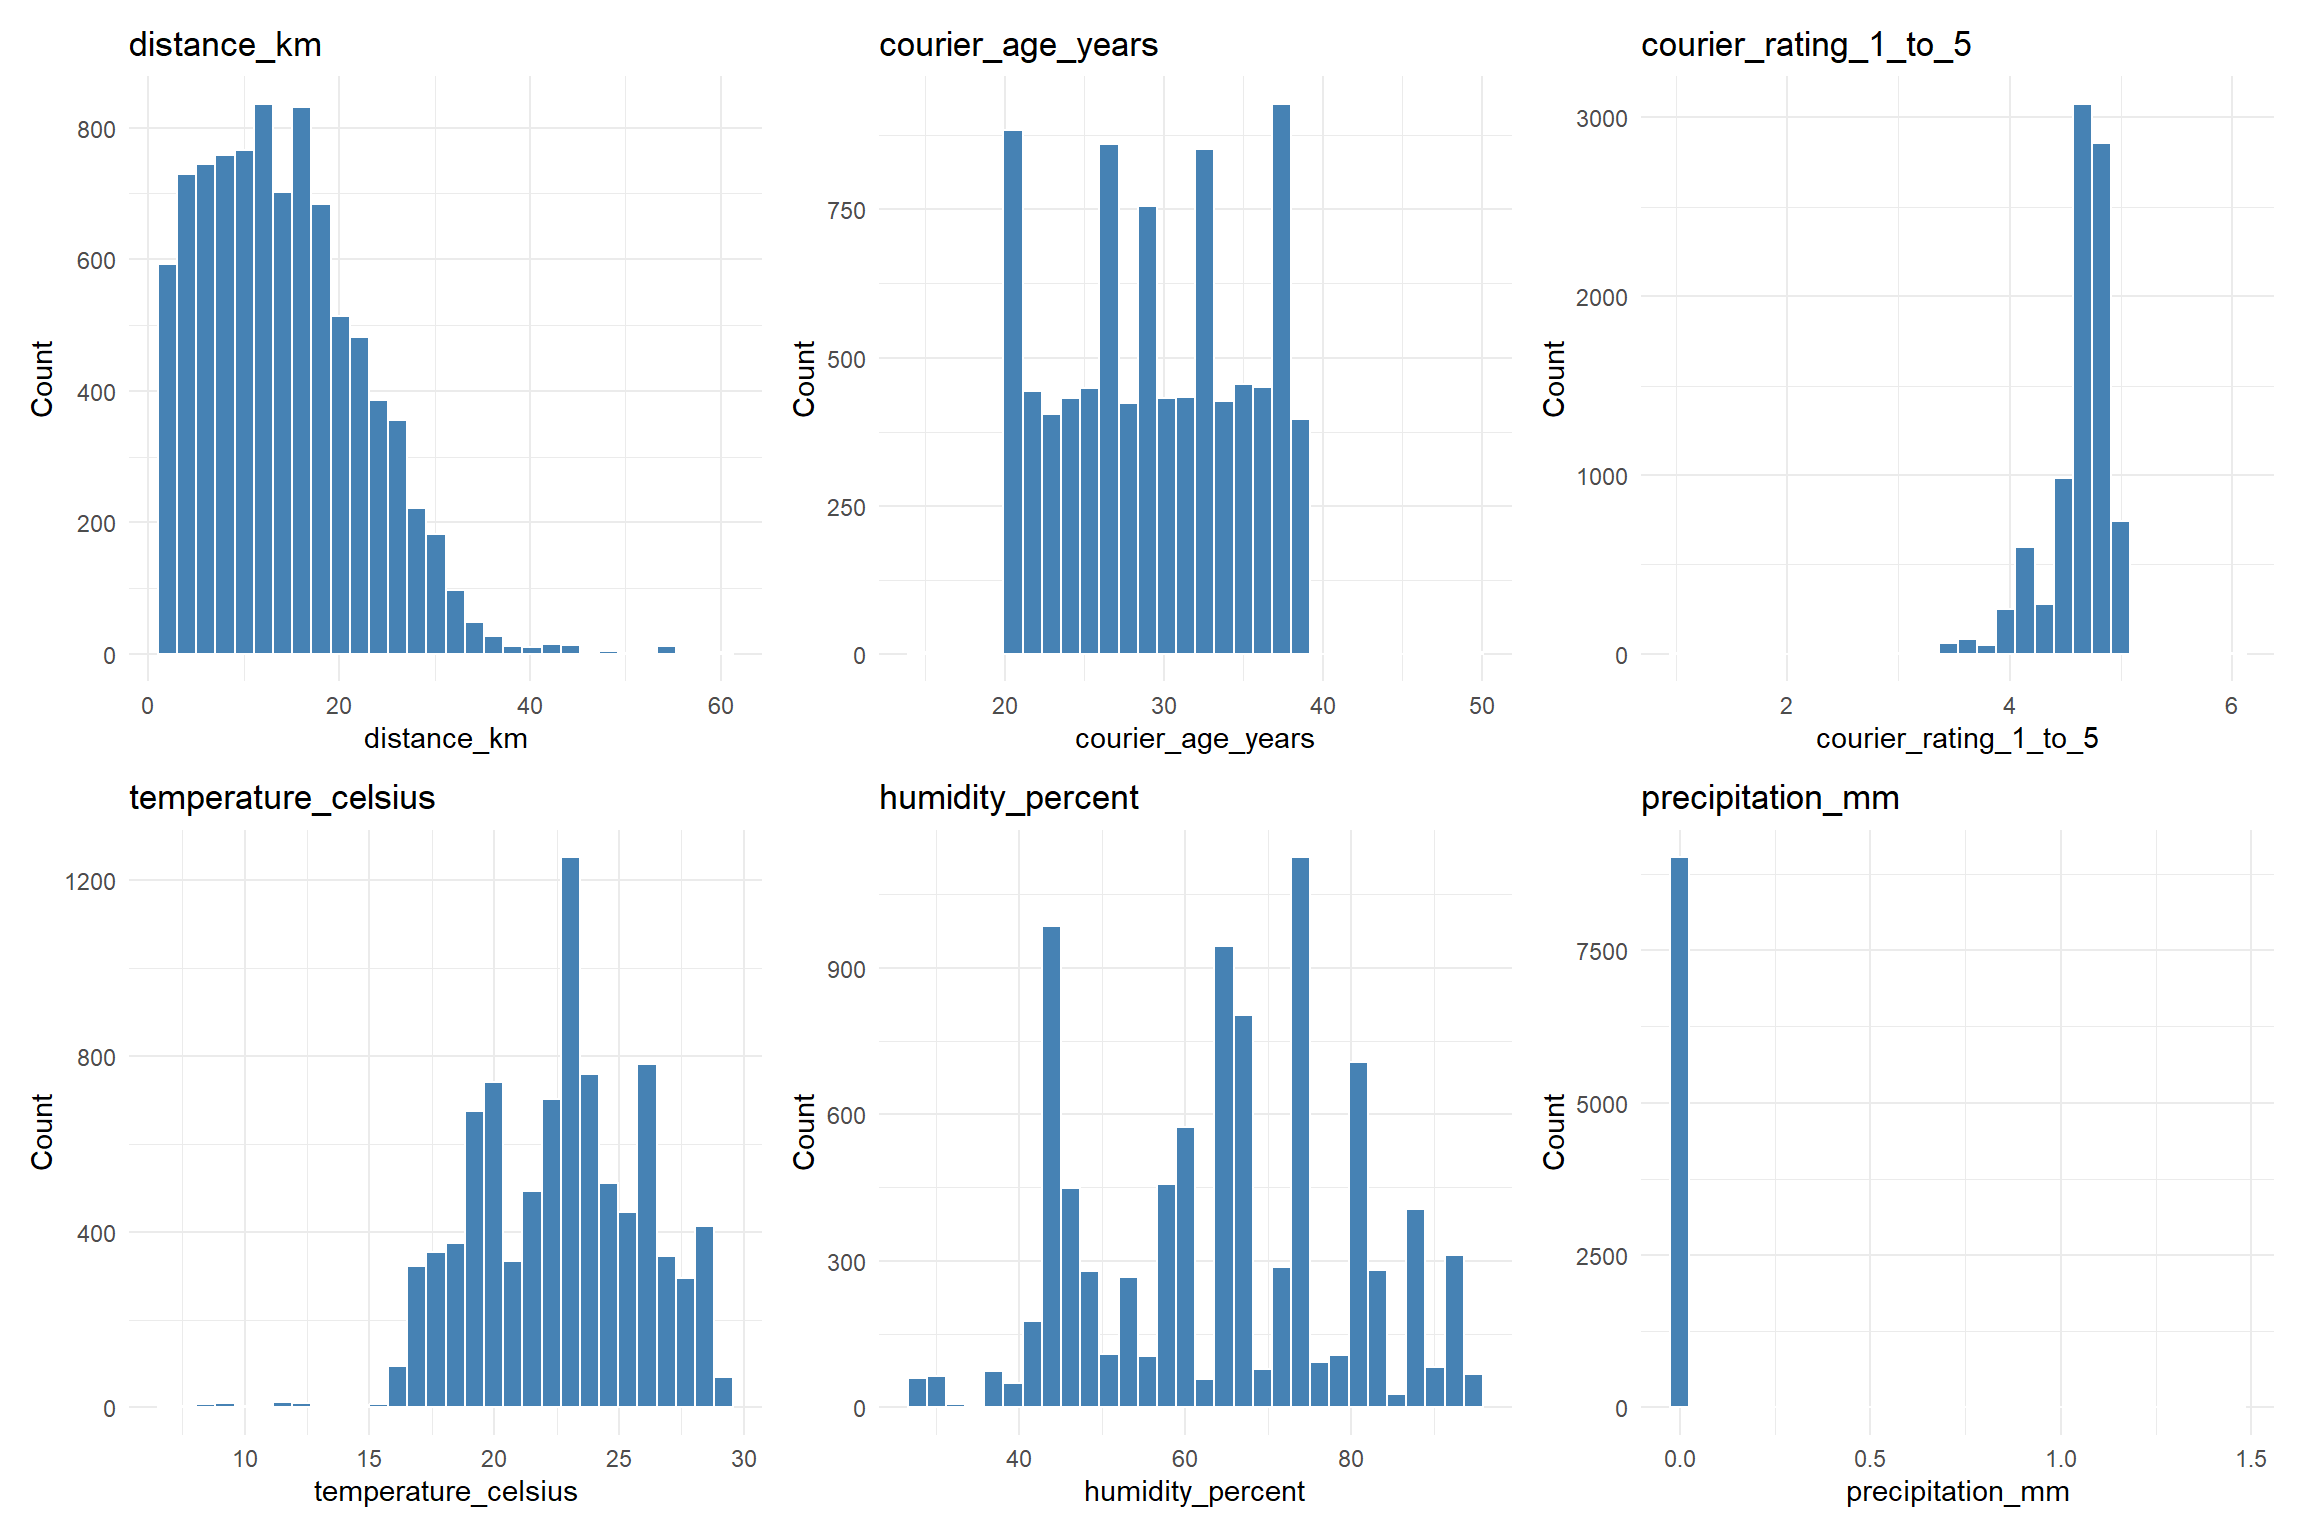 distance_km
800
600
400
200
0
Count
0 20 40 60
distance_km
courier_age_years
750
500
250
0
Count
20 30 40 50
courier_age_years
courier_rating_1_to_5
3000
2000
1000
0
Count
2 4 6
courier_rating_1_to_5
temperature_celsius
1200
800
400
0
Count
10 15 20 25 30
temperature_celsius
humidity_percent
900
600
300
0
Count
40 60 80
humidity_percent
precipitation_mm
7500
5000
2500
0
Count
0.0 0.5 1.0 1.5
precipitation_mm